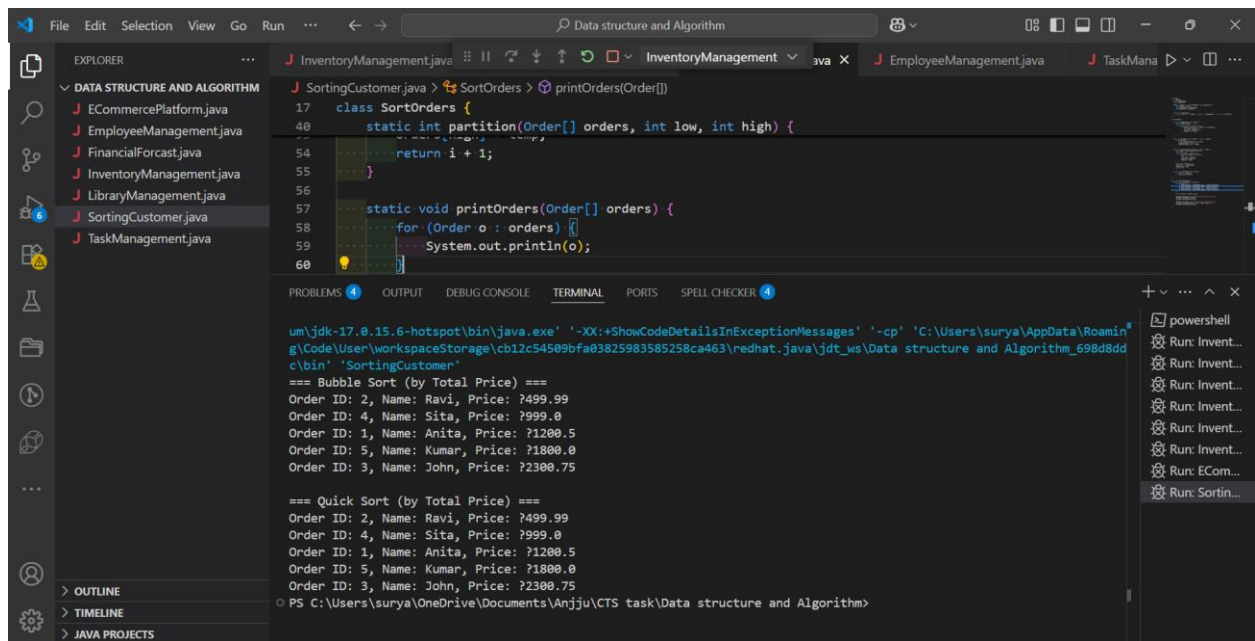 File Edit Selection View Go Run ··· Data structure and Algorithm
EXPLORER ···
DATA STRUCTURE AND ALGORITHM
J ECommercePlatform.java
J EmployeeManagement.java
J FinancialForcast.java
J InventoryManagement.java
J LibraryManagement.java
J SortingCustomer.java
J TaskManagement.java
6
OUTLINE
TIMELINE
JAVA PROJECTS
J InventoryManagement.java InventoryManagement ava J EmployeeManagement.java J TaskMana ···
J SortingCustomer.java > SortOrders > printOrders(Order[])
17 class SortOrders {
40 static int partition(Order[] orders, int low, int high) {
54 return i + 1;
55 }
56
57 static void printOrders(Order[] orders) {
58 for (Order o : orders) {
59 System.out.println(o);
60 }
PROBLEMS 4 OUTPUT DEBUG CONSOLE TERMINAL PORTS SPELL CHECKER 4
um\jdk-17.0.15.6-hotspot\bin\java.exe' '-XX:+ShowCodeDetailsInExceptionMessages' '-cp' 'C:\Users\surya\AppData\Roamin
g\Code\User\workspaceStorage\cb12c54509bfa03825983585258ca463\redhat.java\jdt_ws\Data structure and Algorithm_698d8dd
c\bin' 'SortingCustomer'
=== Bubble Sort (by Total Price) ===
Order ID: 2, Name: Ravi, Price: ?499.99
Order ID: 4, Name: Sita, Price: ?999.0
Order ID: 1, Name: Anita, Price: ?1200.5
Order ID: 5, Name: Kumar, Price: ?1800.0
Order ID: 3, Name: John, Price: ?2300.75
=== Quick Sort (by Total Price) ===
Order ID: 2, Name: Ravi, Price: ?499.99
Order ID: 4, Name: Sita, Price: ?999.0
Order ID: 1, Name: Anita, Price: ?1200.5
Order ID: 5, Name: Kumar, Price: ?1800.0
Order ID: 3, Name: John, Price: ?2300.75
PS C:\Users\surya\OneDrive\Documents\Anjju\CTS task\Data structure and Algorithm>
powershell
Run: Invent...
Run: Invent...
Run: Invent...
Run: Invent...
Run: Invent...
Run: Invent...
Run: ECom...
Run: Sortin...